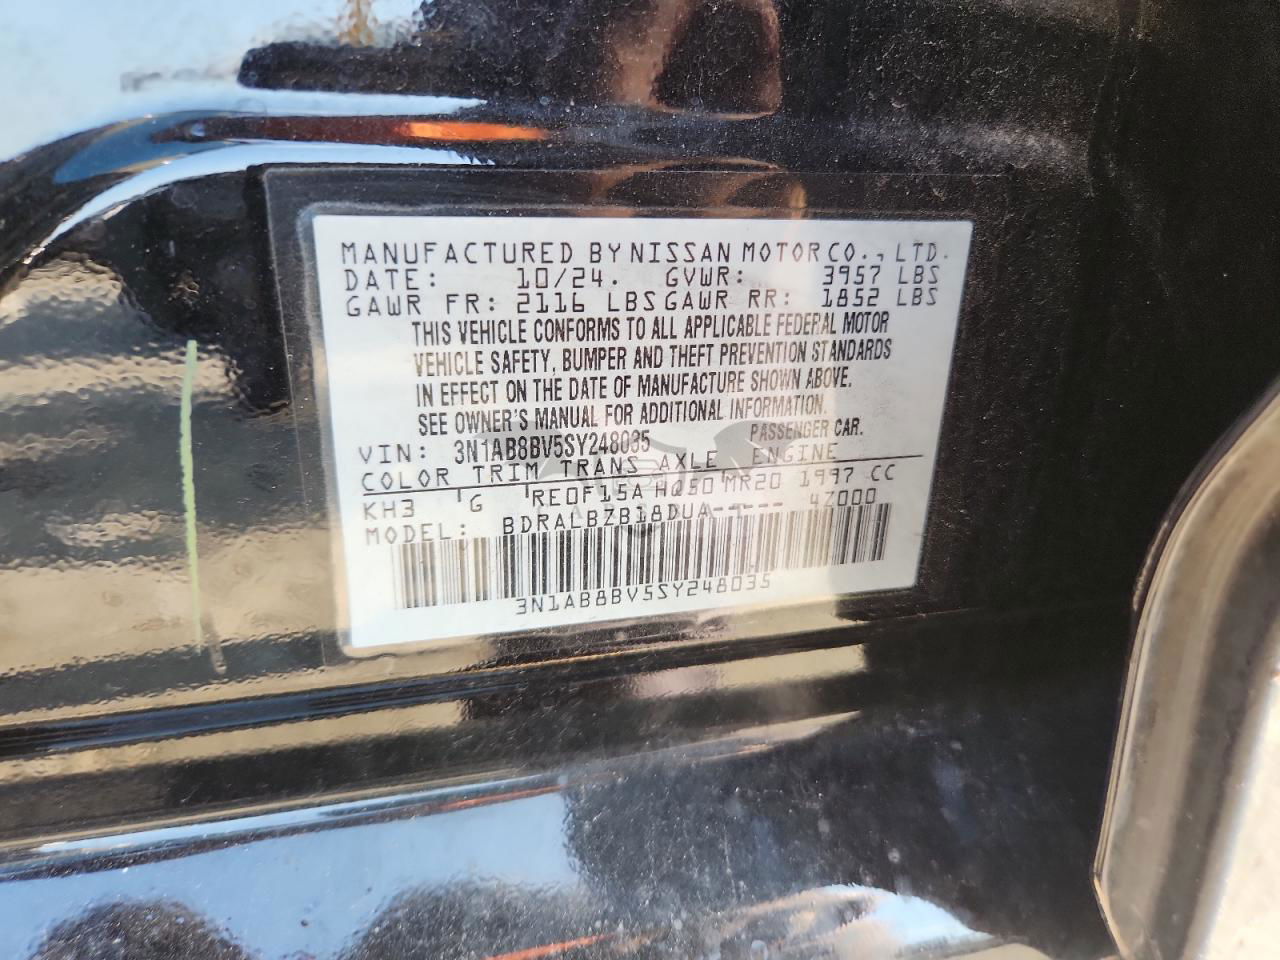 MANUFACTURED BY NISSAN MOTOR CO., LTD.
DATE: 10/24. GVWR: 3957 LBS
GAWR FR: 2116 LBS GAWR RR: 1852 LBS
THIS VEHICLE CONFORMS TO ALL APPLICABLE FEDERAL MOTOR
VEHICLE SAFETY, BUMPER AND THEFT PREVENTION STANDARDS
IN EFFECT ON THE DATE OF MANUFACTURE SHOWN ABOVE.
SEE OWNER'S MANUAL FOR ADDITIONAL INFORMATION.
PASSENGER CAR.
VIN: 3N1AB8BV5SY248035
COLOR TRIM TRANS AXLE ENGINE
KH3 G RE0F15A HQ50 MR20 1997 CC
MODEL: BDRALBZB18DUA----- 4Z000
3N1AB8BV5SY248035